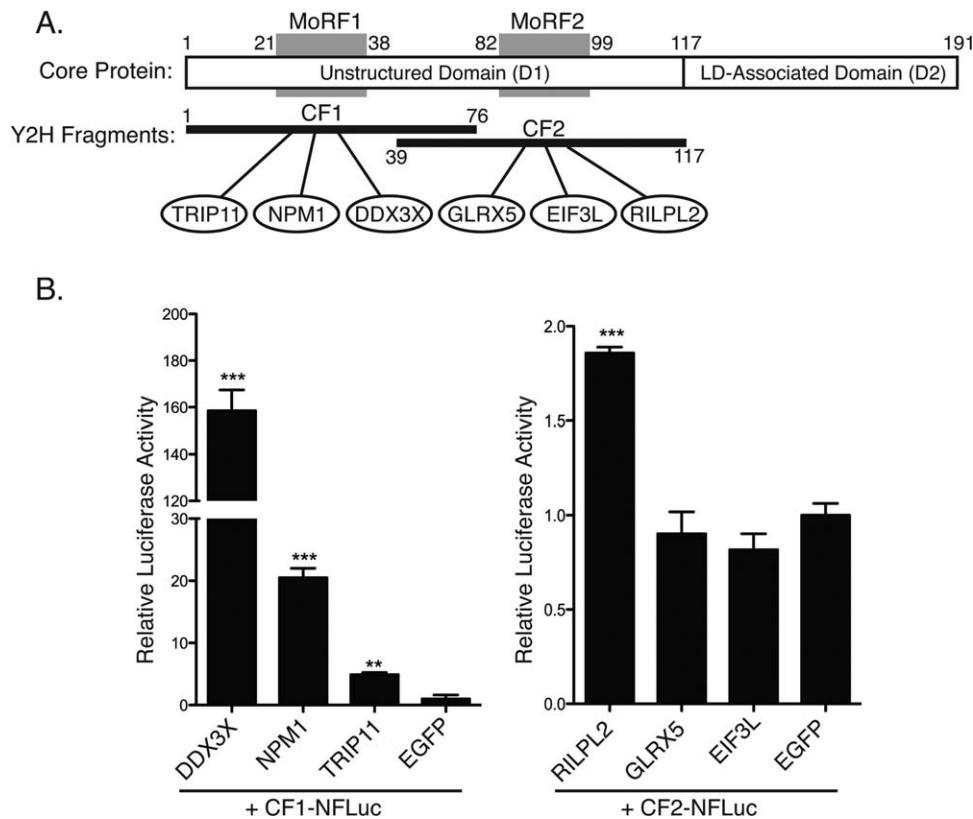 A.
MoRF1 MoRF2
1 21 38 82 99 117 191
Core Protein: Unstructured Domain (D1) LD-Associated Domain (D2)
1 CF1 76
Y2H Fragments: CF2
39 117
TRIP11 NPM1 DDX3X GLRX5 EIF3L RILPL2
B.
Relative Luciferase Activity
200
180
160
140
120
30
20
10
0
*** *** **
DDX3X NPM1 TRIP11 EGFP
+ CF1-NFLuc
Relative Luciferase Activity
2.0
1.5
1.0
0.5
0.0
***
RILPL2 GLRX5 EIF3L EGFP
+ CF2-NFLuc